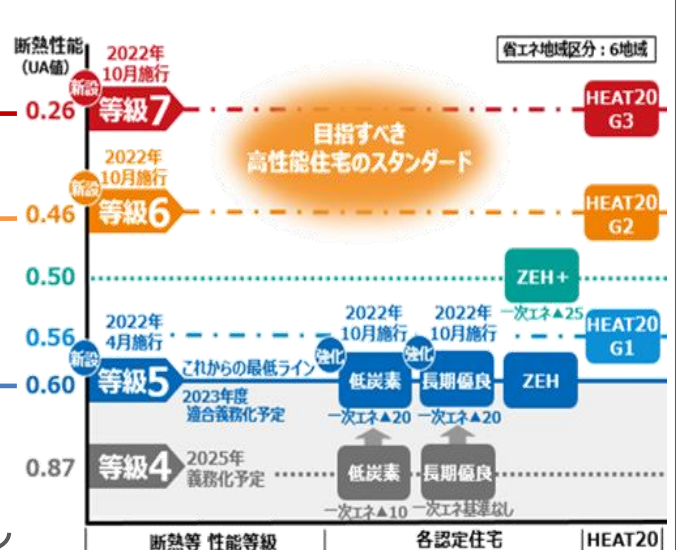 断熱性能
(UA値)
省エネ地域区分:6地域
2022年
10月施行
新設
0.26
等級7
目指すべき
高性能住宅のスタンダード
HEAT20
G3
2022年
10月施行
新設
0.46
等級6
HEAT20
G2
0.50
ZEH+
一次エネ▲25
0.56
2022年
4月施行
2022年
10月施行
2022年
10月施行
HEAT20
G1
新設
0.60
等級5
これからの最低ライン
2023年度
適合義務化予定
強化
低炭素
一次エネ▲20
強化
長期優良
一次エネ▲20
ZEH
0.87
等級4
2025年
義務化予定
低炭素
一次エネ▲10
長期優良
一次エネ基準なし
断熱等 性能等級
各認定住宅
HEAT20